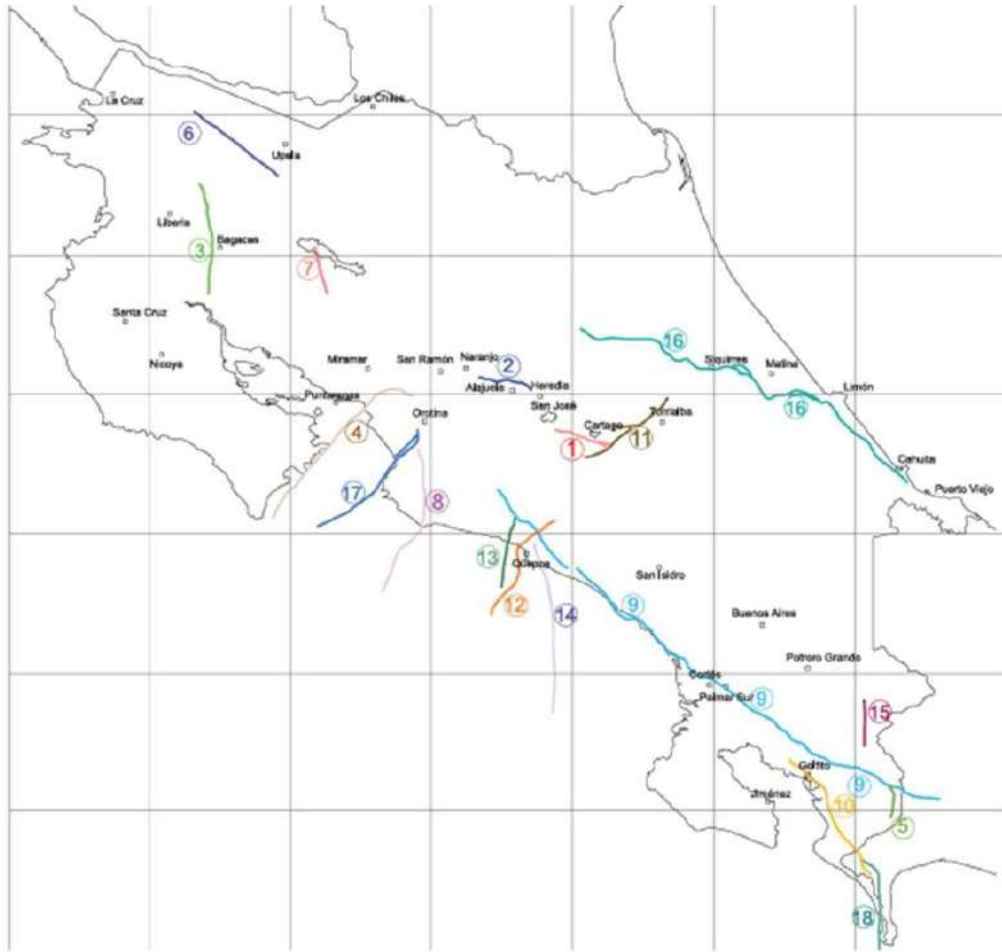 La Cruz
Los Chiles
6
Upala
Liberia
3
Bagaces
7
Santa Cruz
Nicoya
Miramar
San Ramón
Naranjo
2
Alajuela
Heredia
San José
16
Siquirres
Matina
Limón
16
Puntarenas
4
Orotina
1
Cartago
11
Turrialba
Cahuita
Puerto Viejo
17
8
13
Quepos
12
14
San Isidro
9
Buenos Aires
Potrero Grande
Cortés
Palmar Sur
9
15
Golfito
9
Jiménez
10
5
18